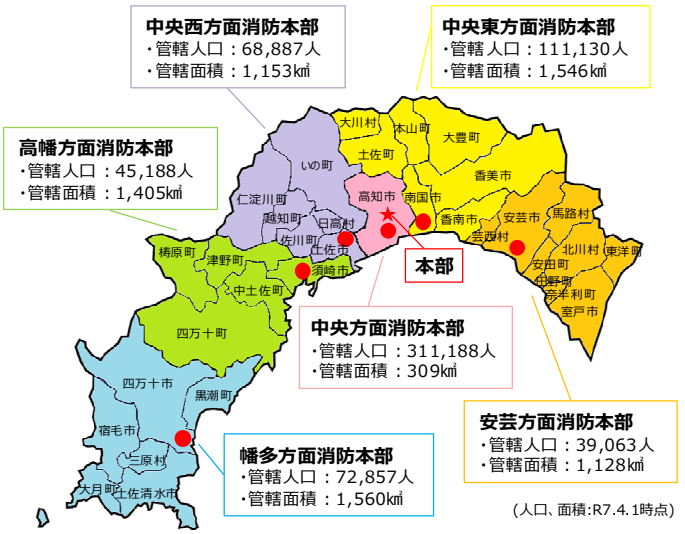 中央西方面消防本部
・管轄人口：68,887人
・管轄面積：1,153㎢
中央東方面消防本部
・管轄人口：111,130人
・管轄面積：1,546㎢
高幡方面消防本部
・管轄人口：45,188人
・管轄面積：1,405㎢
大川村
本山町
大豊町
土佐町
いの町
香美市
高知市
南国市
仁淀川町
越知町
日高村
香南市
安芸市
馬路村
芸西村
佐川町
土佐市
本部
北川村
東洋町
安田町
田野町
奈半利町
室戸市
梼原町
津野町
須崎市
中土佐町
四万十町
中央方面消防本部
・管轄人口：311,188人
・管轄面積：309㎢
四万十市
黒潮町
宿毛市
三原村
大月町
土佐清水市
幡多方面消防本部
・管轄人口：72,857人
・管轄面積：1,560㎢
安芸方面消防本部
・管轄人口：39,063人
・管轄面積：1,128㎢
(人口、面積:R7.4.1時点)